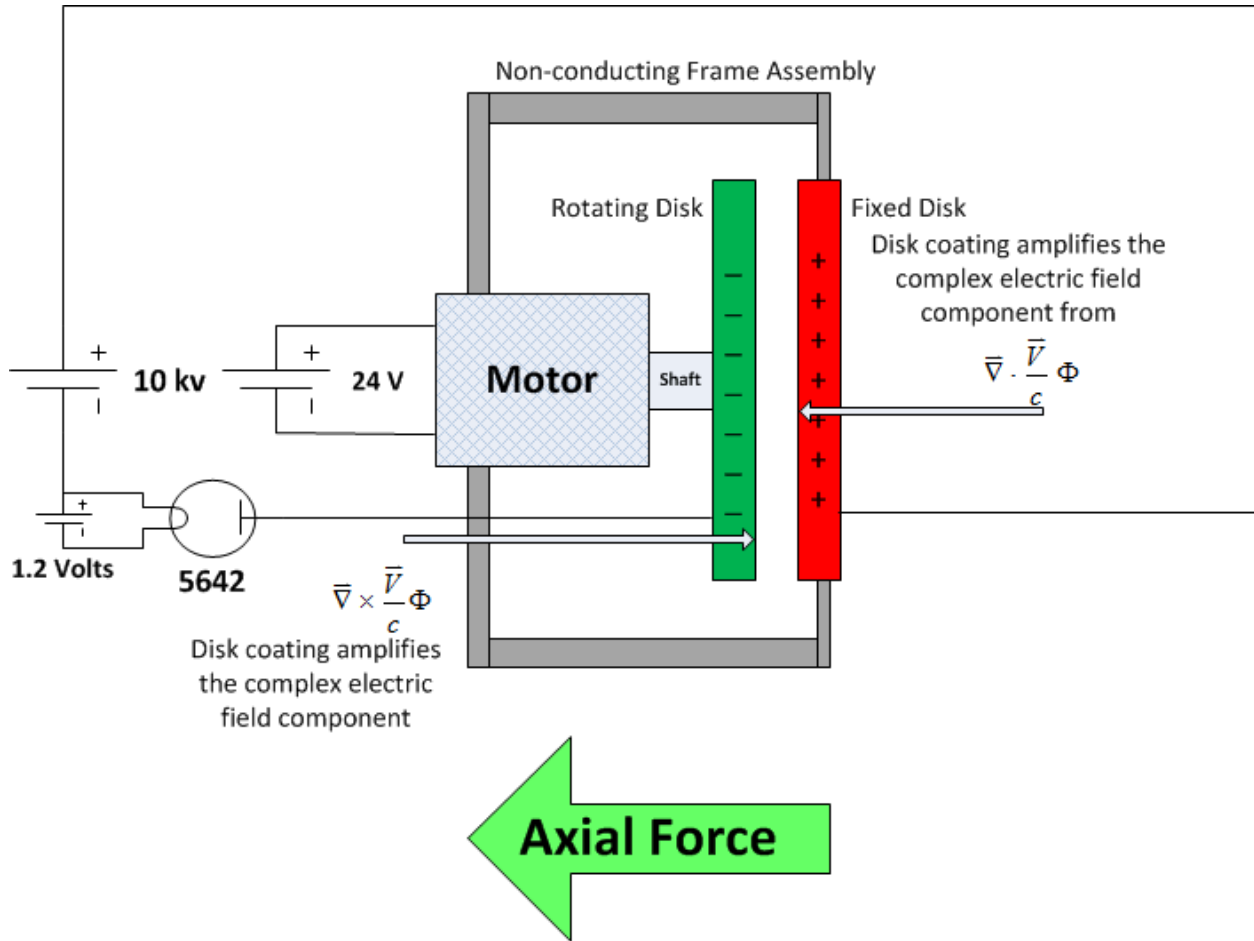 Non-conducting Frame Assembly
Rotating Disk
Fixed Disk
Disk coating amplifies the
complex electric field
component from
∇̅ · V̅/c Φ
+
−
10 kv
+
−
24 V
Motor
Shaft
−
−
−
−
−
−
−
+
+
+
+
+
+
+
+
−
1.2 Volts
5642
∇̅ × V̅/c Φ
Disk coating amplifies
the complex electric
field component
Axial Force